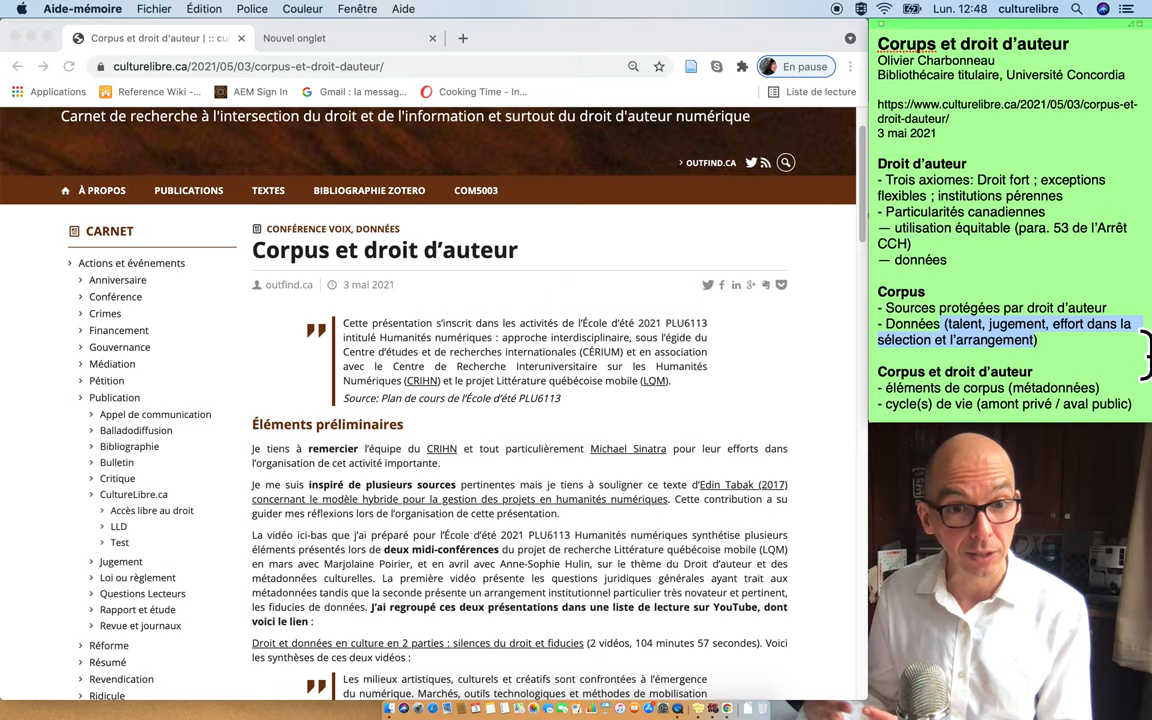 Aide-mémoire Fichier Édition Police Couleur Fenêtre Aide Lun. 12:48 culturelibre
Corpus et droit d'auteur | :: cu Nouvel onglet
culturelibre.ca/2021/05/03/corpus-et-droit-dauteur/ En pause
Applications Reference Wiki -... AEM Sign In Gmail : la messag... Cooking Time - In... Liste de lecture
Carnet de recherche à l'intersection du droit et de l'information et surtout du droit d'auteur numérique
OUTFIND.CA
À PROPOS PUBLICATIONS TEXTES BIBLIOGRAPHIE ZOTERO COM5003
CARNET
Actions et événements
Anniversaire
Conférence
Crimes
Financement
Gouvernance
Médiation
Pétition
Publication
Appel de communication
Balladodiffusion
Bibliographie
Bulletin
Critique
CultureLibre.ca
Accès libre au droit
LLD
Test
Jugement
Loi ou règlement
Questions Lecteurs
Rapport et étude
Revue et journaux
Réforme
Résumé
Revendication
Ridicule
CONFÉRENCE VOIX, DONNÉES
Corpus et droit d'auteur
outfind.ca 3 mai 2021
Cette présentation s'inscrit dans les activités de l'École d'été 2021 PLU6113
intitulé Humanités numériques : approche interdisciplinaire, sous l'égide du
Centre d'études et de recherches internationales (CÉRIUM) et en association
avec le Centre de Recherche Interuniversitaire sur les Humanités
Numériques (CRIHN) et le projet Littérature québécoise mobile (LQM).
Source: Plan de cours de l'École d'été PLU6113
Éléments préliminaires
Je tiens à remercier l'équipe du CRIHN et tout particulièrement Michael Sinatra pour leur efforts dans
l'organisation de cet activité importante.
Je me suis inspiré de plusieurs sources pertinentes mais je tiens à souligner ce texte d'Edin Tabak (2017)
concernant le modèle hybride pour la gestion des projets en humanités numériques. Cette contribution a su
guider mes réflexions lors de l'organisation de cette présentation.
La vidéo ici-bas que j'ai préparé pour l'École d'été 2021 PLU6113 Humanités numériques synthétise plusieurs
éléments présentés lors de deux midi-conférences du projet de recherche Littérature québécoise mobile (LQM)
en mars avec Marjolaine Poirier, et en avril avec Anne-Sophie Hulin, sur le thème du Droit d'auteur et des
métadonnées culturelles. La première vidéo présente les questions juridiques générales ayant trait aux
métadonnées tandis que la seconde présente un arrangement institutionnel particulier très novateur et pertinent,
les fiducies de données. J'ai regroupé ces deux présentations dans une liste de lecture sur YouTube, dont
voici le lien :
Droit et données en culture en 2 parties : silences du droit et fiducies (2 vidéos, 104 minutes 57 secondes). Voici
les synthèses de ces deux vidéos :
Les milieux artistiques, culturels et créatifs sont confrontées à l'émergence
du numérique. Marchés, outils technologiques et méthodes de mobilisation
Corups et droit d'auteur
Olivier Charbonneau
Bibliothécaire titulaire, Université Concordia
https://www.culturelibre.ca/2021/05/03/corpus-et-
droit-dauteur/
3 mai 2021
Droit d'auteur
- Trois axiomes: Droit fort ; exceptions
flexibles ; institutions pérennes
- Particularités canadiennes
— utilisation équitable (para. 53 de l'Arrêt
CCH)
— données
Corpus
- Sources protégées par droit d'auteur
- Données (talent, jugement, effort dans la
sélection et l'arrangement)
Corpus et droit d'auteur
- éléments de corpus (métadonnées)
- cycle(s) de vie (amont privé / aval public)